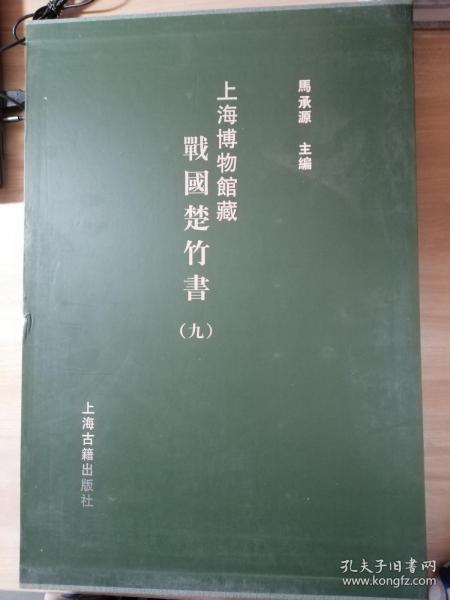 馬承源 主編
上海博物館藏
戰國楚竹書
（九）
上海古籍出版社
孔夫子旧书网
www.kongfz.com